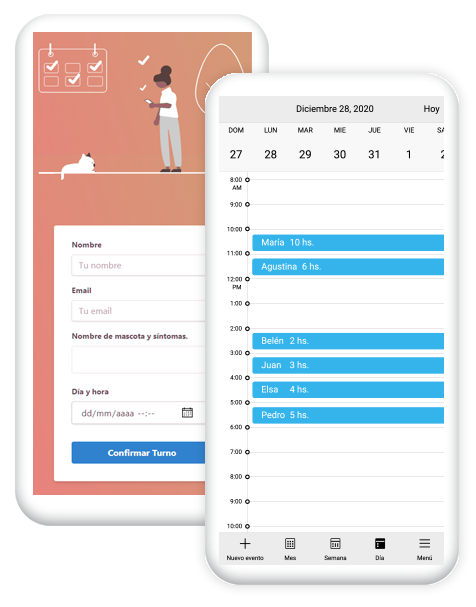 Nombre
Tu nombre
Email
Tu email
Nombre de mascota y síntomas.
Día y hora
dd/mm/aaaa --:--
Confirmar Turno
Diciembre 28, 2020 Hoy
DOM LUN MAR MIE JUE VIE SA
27 28 29 30 31 1 2
8:00
AM
9:00
10:00
María 10 hs.
11:00
Agustina 6 hs.
12:00
PM
1:00
2:00
Belén 2 hs.
3:00
Juan 3 hs.
4:00
Elsa 4 hs.
5:00
Pedro 5 hs.
6:00
7:00
8:00
9:00
10:00
Nuevo evento Mes Semana Día Menú